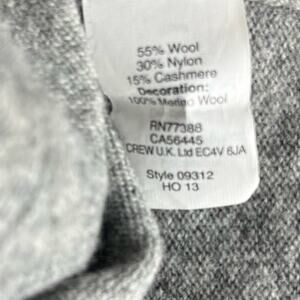 55% Wool
30% Nylon
15% Cashmere
Decoration:
100% Merino Wool
RN77388
CA56445
CREW U.K. Ltd EC4V 6JA
Style 09312
HO 13